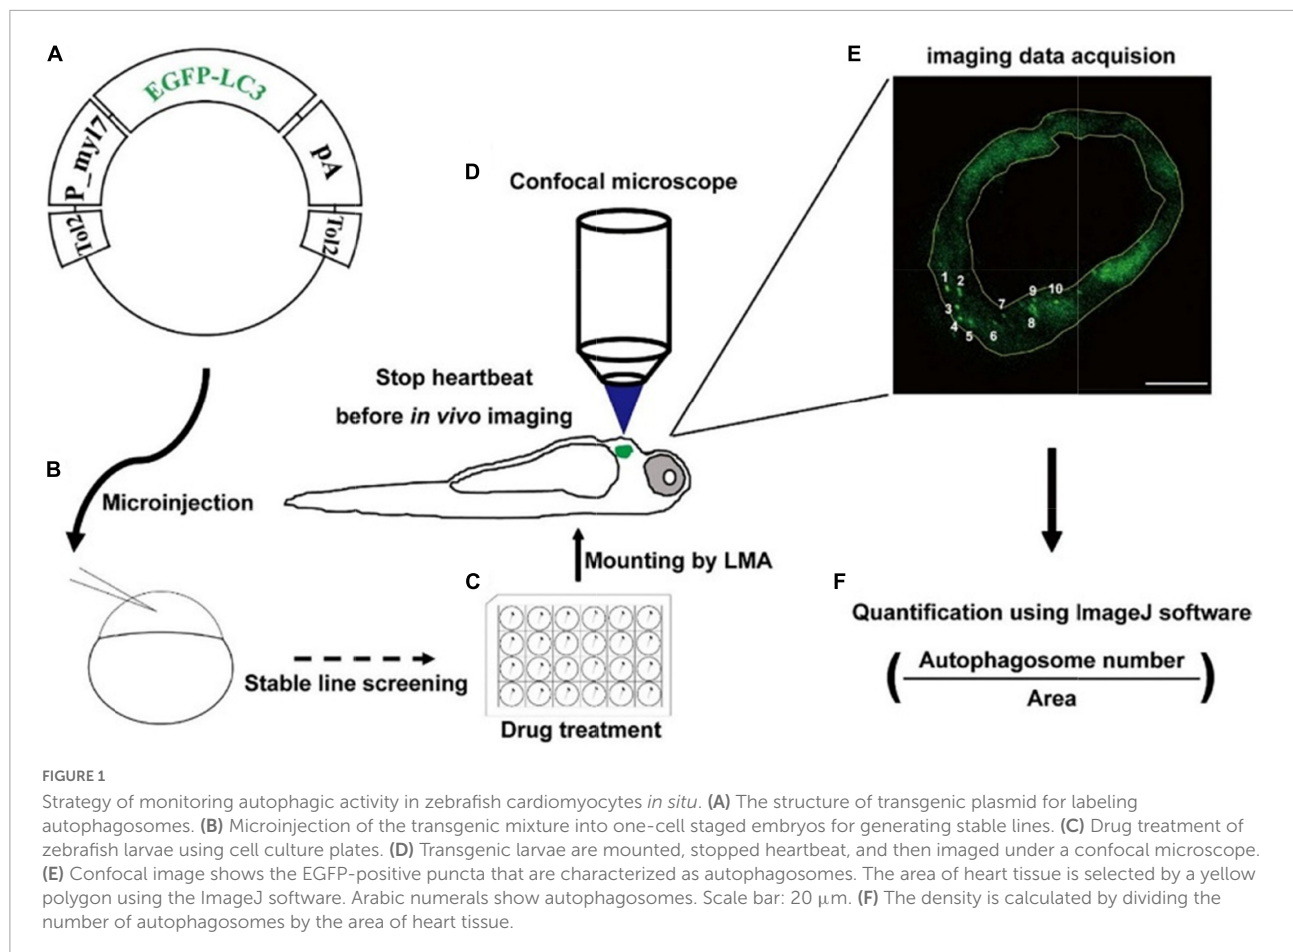 A
EGFP-LC3
P_myl7
pA
Tol2
Tol2
B
Microinjection
Stable line screening
C
Drug treatment
Mounting by LMA
D
Confocal microscope
Stop heartbeat
before in vivo imaging
E
imaging data acquision
1
2
3
4
5
6
7
8
9
10
F
Quantification using ImageJ software
( Autophagosome number )
Area
FIGURE 1
Strategy of monitoring autophagic activity in zebrafish cardiomyocytes in situ. (A) The structure of transgenic plasmid for labeling
autophagosomes. (B) Microinjection of the transgenic mixture into one-cell staged embryos for generating stable lines. (C) Drug treatment of
zebrafish larvae using cell culture plates. (D) Transgenic larvae are mounted, stopped heartbeat, and then imaged under a confocal microscope.
(E) Confocal image shows the EGFP-positive puncta that are characterized as autophagosomes. The area of heart tissue is selected by a yellow
polygon using the ImageJ software. Arabic numerals show autophagosomes. Scale bar: 20 μm. (F) The density is calculated by dividing the
number of autophagosomes by the area of heart tissue.